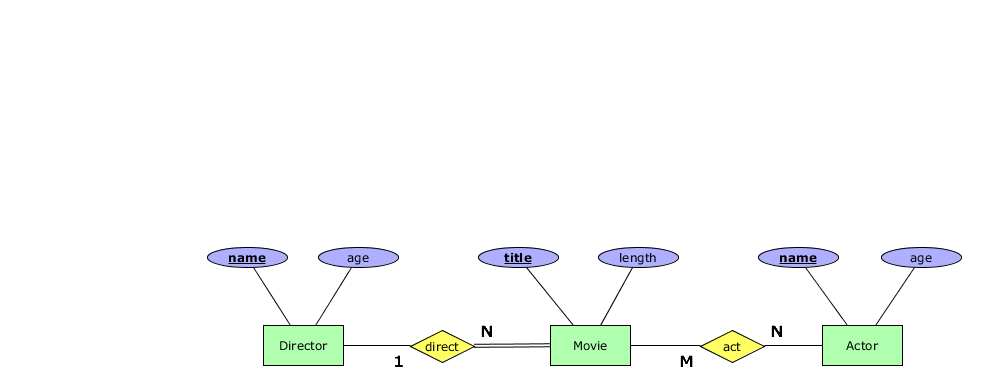 name
age
title
length
name
age
N
N
Director
direct
Movie
act
Actor
1
M